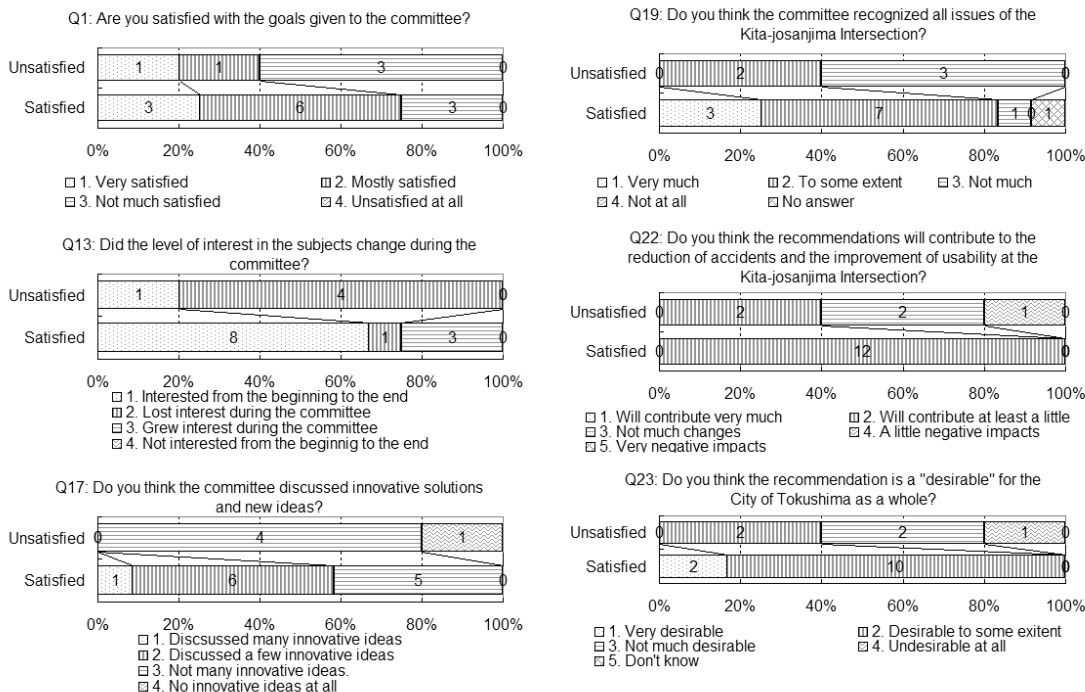 Q1: Are you satisfied with the goals given to the committee?
Unsatisfied 1 1 3 0
Satisfied 3 6 3 0
0% 20% 40% 60% 80% 100%
1. Very satisfied 2. Mostly satisfied
3. Not much satisfied 4. Unsatisfied at all
Q13: Did the level of interest in the subjects change during the
committee?
Unsatisfied 1 4 0
Satisfied 8 1 3 0
0% 20% 40% 60% 80% 100%
1. Interested from the beginning to the end
2. Lost interest during the committee
3. Grew interest during the committee
4. Not interested from the beginnig to the end
Q17: Do you think the committee discussed innovative solutions
and new ideas?
Unsatisfied 0 4 1
Satisfied 1 6 5 0
0% 20% 40% 60% 80% 100%
1. Discsussed many innovative ideas
2. Discussed a few innovative ideas
3. Not many innovative ideas.
4. No innovative ideas at all
Q19: Do you think the committee recognized all issues of the
Kita-josanjima Intersection?
Unsatisfied 0 2 3 0
Satisfied 3 7 1 0 1
0% 20% 40% 60% 80% 100%
1. Very much 2. To some extent 3. Not much
4. Not at all No answer
Q22: Do you think the recommendations will contribute to the
reduction of accidents and the improvement of usability at the
Kita-josanjima Intersection?
Unsatisfied 0 2 2 1 0
Satisfied 0 12 0
0% 20% 40% 60% 80% 100%
1. Will contribute very much 2. Will contribute at least a little
3. Not much changes 4. A little negative impacts
5. Very negative impacts
Q23: Do you think the recommendation is a "desirable" for the
City of Tokushima as a whole?
Unsatisfied 0 2 2 1 0
Satisfied 2 10 0
0% 20% 40% 60% 80% 100%
1. Very desirable 2. Desirable to some extent
3. Not much desirable 4. Undesirable at all
5. Don't know